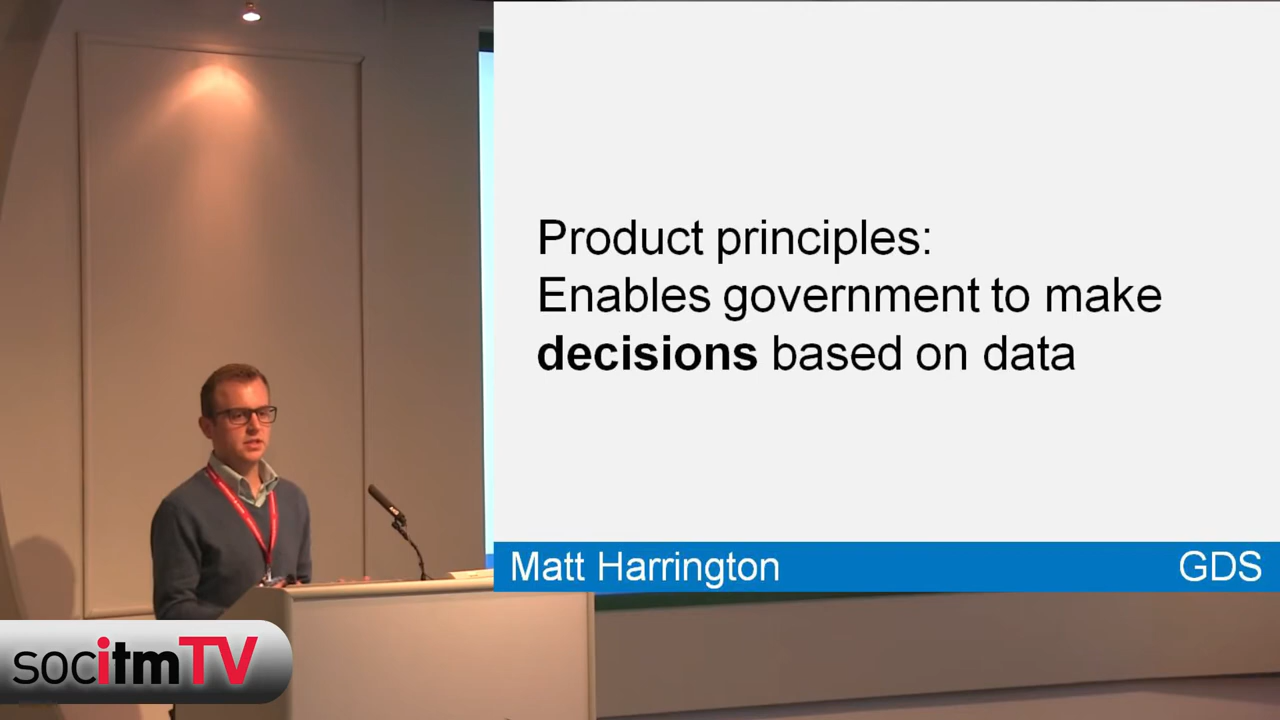 Product principles:
Enables government to make
decisions based on data
Matt Harrington GDS
socitmTV